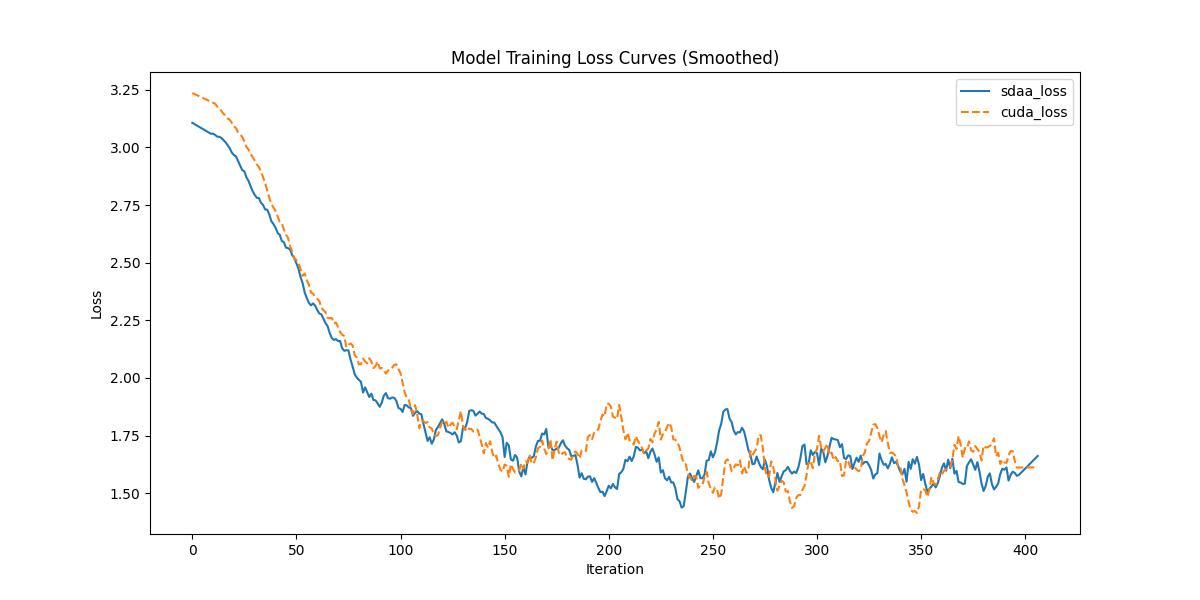 Model Training Loss Curves (Smoothed)
sdaa_loss
cuda_loss
Loss
3.25
3.00
2.75
2.50
2.25
2.00
1.75
1.50
0 50 100 150 200 250 300 350 400
Iteration